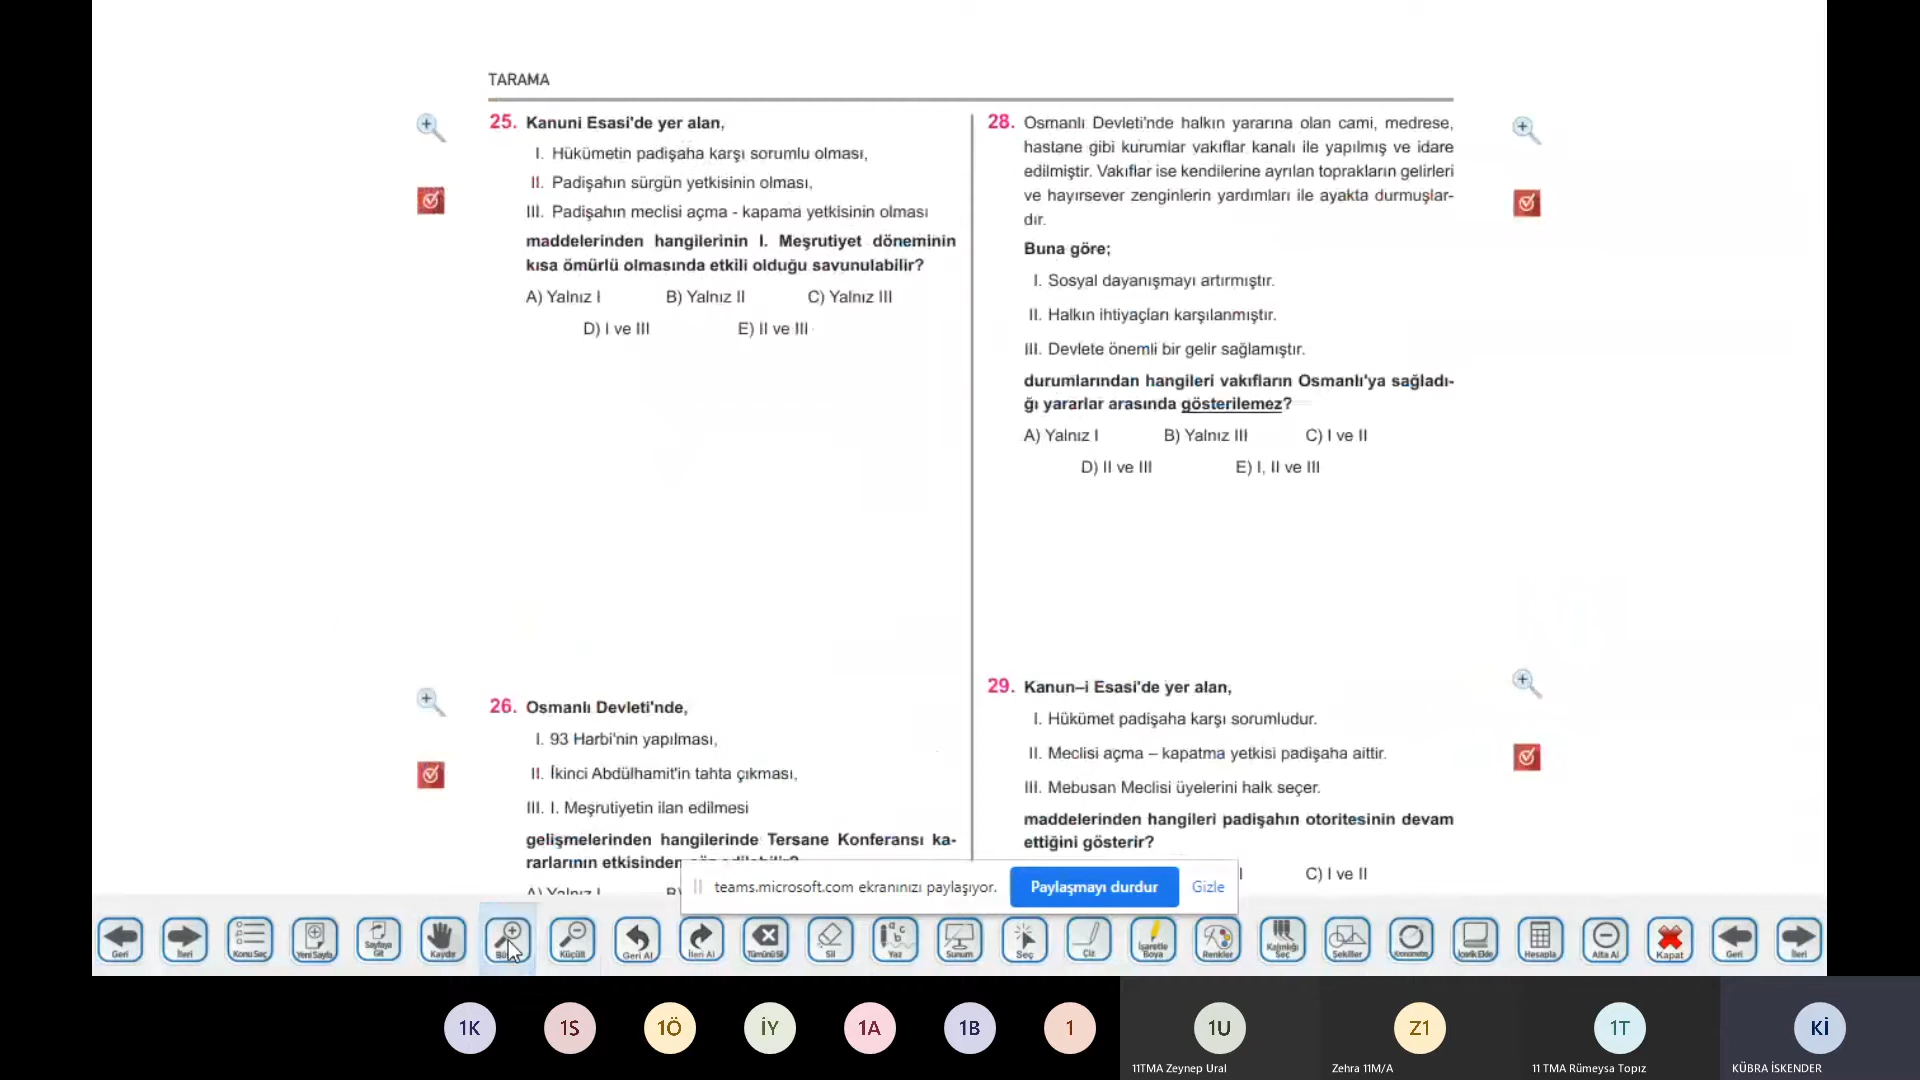 TARAMA
25. Kanuni Esasi'de yer alan,
I. Hükümetin padişaha karşı sorumlu olması,
II. Padişahın sürgün yetkisinin olması,
III. Padişahın meclisi açma - kapama yetkisinin olması
maddelerinden hangilerinin I. Meşrutiyet döneminin
kısa ömürlü olmasında etkili olduğu savunulabilir?
A) Yalnız I B) Yalnız II C) Yalnız III
D) I ve III E) II ve III
26. Osmanlı Devleti'nde,
I. 93 Harbi'nin yapılması,
II. İkinci Abdülhamit'in tahta çıkması,
III. I. Meşrutiyetin ilan edilmesi
gelişmelerinden hangilerinde Tersane Konferansı ka-
rarlarının etkisinden
A) Yalnız I B)
28. Osmanlı Devleti'nde halkın yararına olan cami, medrese,
hastane gibi kurumlar vakıflar kanalı ile yapılmış ve idare
edilmiştir. Vakıflar ise kendilerine ayrılan toprakların gelirleri
ve hayırsever zenginlerin yardımları ile ayakta durmuşlar-
dır.
Buna göre;
I. Sosyal dayanışmayı artırmıştır.
II. Halkın ihtiyaçları karşılanmıştır.
III. Devlete önemli bir gelir sağlamıştır.
durumlarından hangileri vakıfların Osmanlı'ya sağladı-
ğı yararlar arasında gösterilemez?
A) Yalnız I B) Yalnız III C) I ve II
D) II ve III E) I, II ve III
29. Kanun–i Esasi'de yer alan,
I. Hükümet padişaha karşı sorumludur.
II. Meclisi açma – kapatma yetkisi padişaha aittir.
III. Mebusan Meclisi üyelerini halk seçer.
maddelerinden hangileri padişahın otoritesinin devam
ettiğini gösterir?
I C) I ve II
teams.microsoft.com ekranınızı paylaşıyor. Paylaşmayı durdur Gizle
Geri İleri Konu Seç Yeni Sayfa Sayfaya Git Kaydır Küçült Geri Al İleri Al Tümünü Sil Sil Yaz Sunum Seç Çiz İşaretle Boya Renkler Kalınlığı Seç Şekiller Kronometre İçerik Ekle Hesapla Alta Al Kapat Geri İleri
1K 1S 1Ö İY 1A 1B 1 1U Z1 1T Kİ
11TMA Zeynep Ural Zehra 11M/A 11 TMA Rümeysa Topız KÜBRA İSKENDER